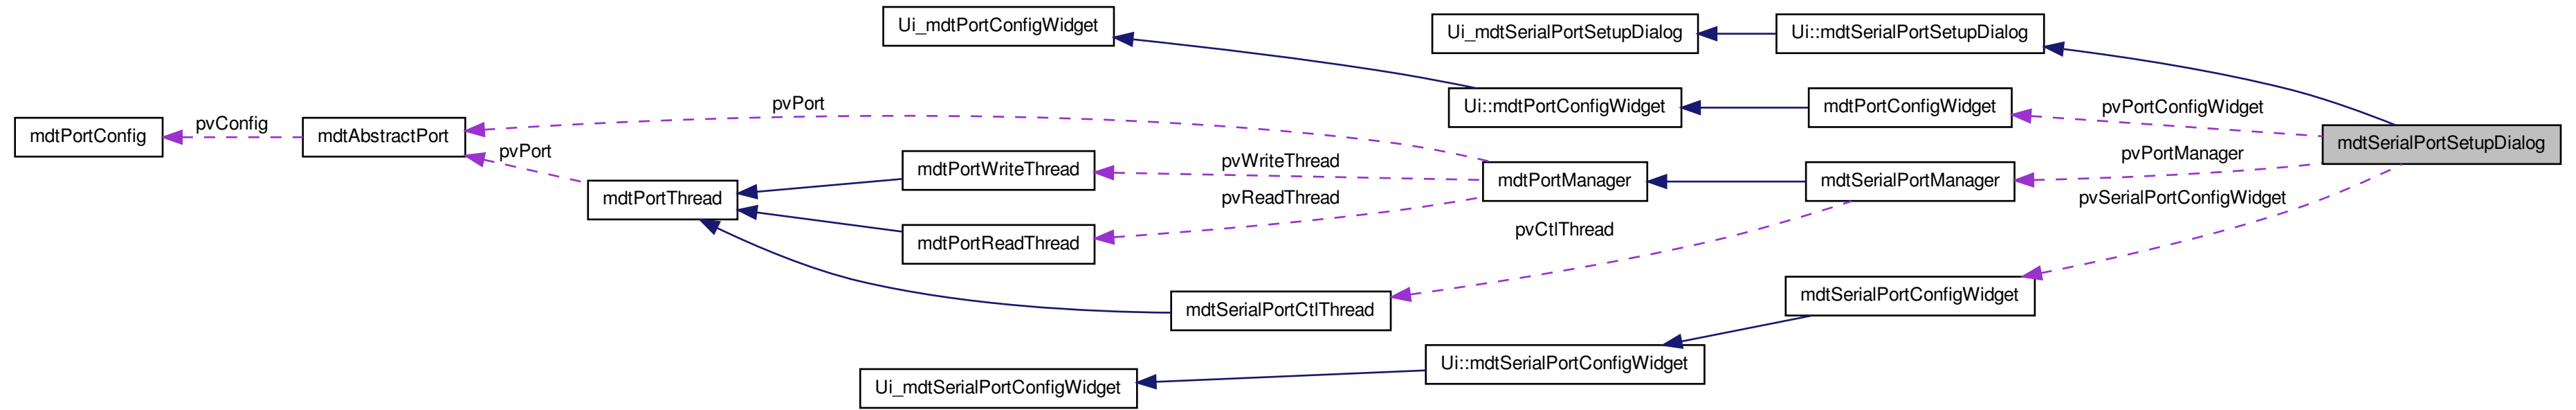 Ui_mdtPortConfigWidget
Ui_mdtSerialPortSetupDialog
Ui::mdtSerialPortSetupDialog
pvPort
Ui::mdtPortConfigWidget
mdtPortConfigWidget
pvPortConfigWidget
mdtPortConfig
pvConfig
mdtAbstractPort
mdtSerialPortSetupDialog
pvPort
pvWriteThread
pvPortManager
mdtPortWriteThread
mdtPortManager
mdtSerialPortManager
mdtPortThread
pvReadThread
pvSerialPortConfigWidget
pvCtlThread
mdtPortReadThread
mdtSerialPortConfigWidget
mdtSerialPortCtlThread
Ui::mdtSerialPortConfigWidget
Ui_mdtSerialPortConfigWidget